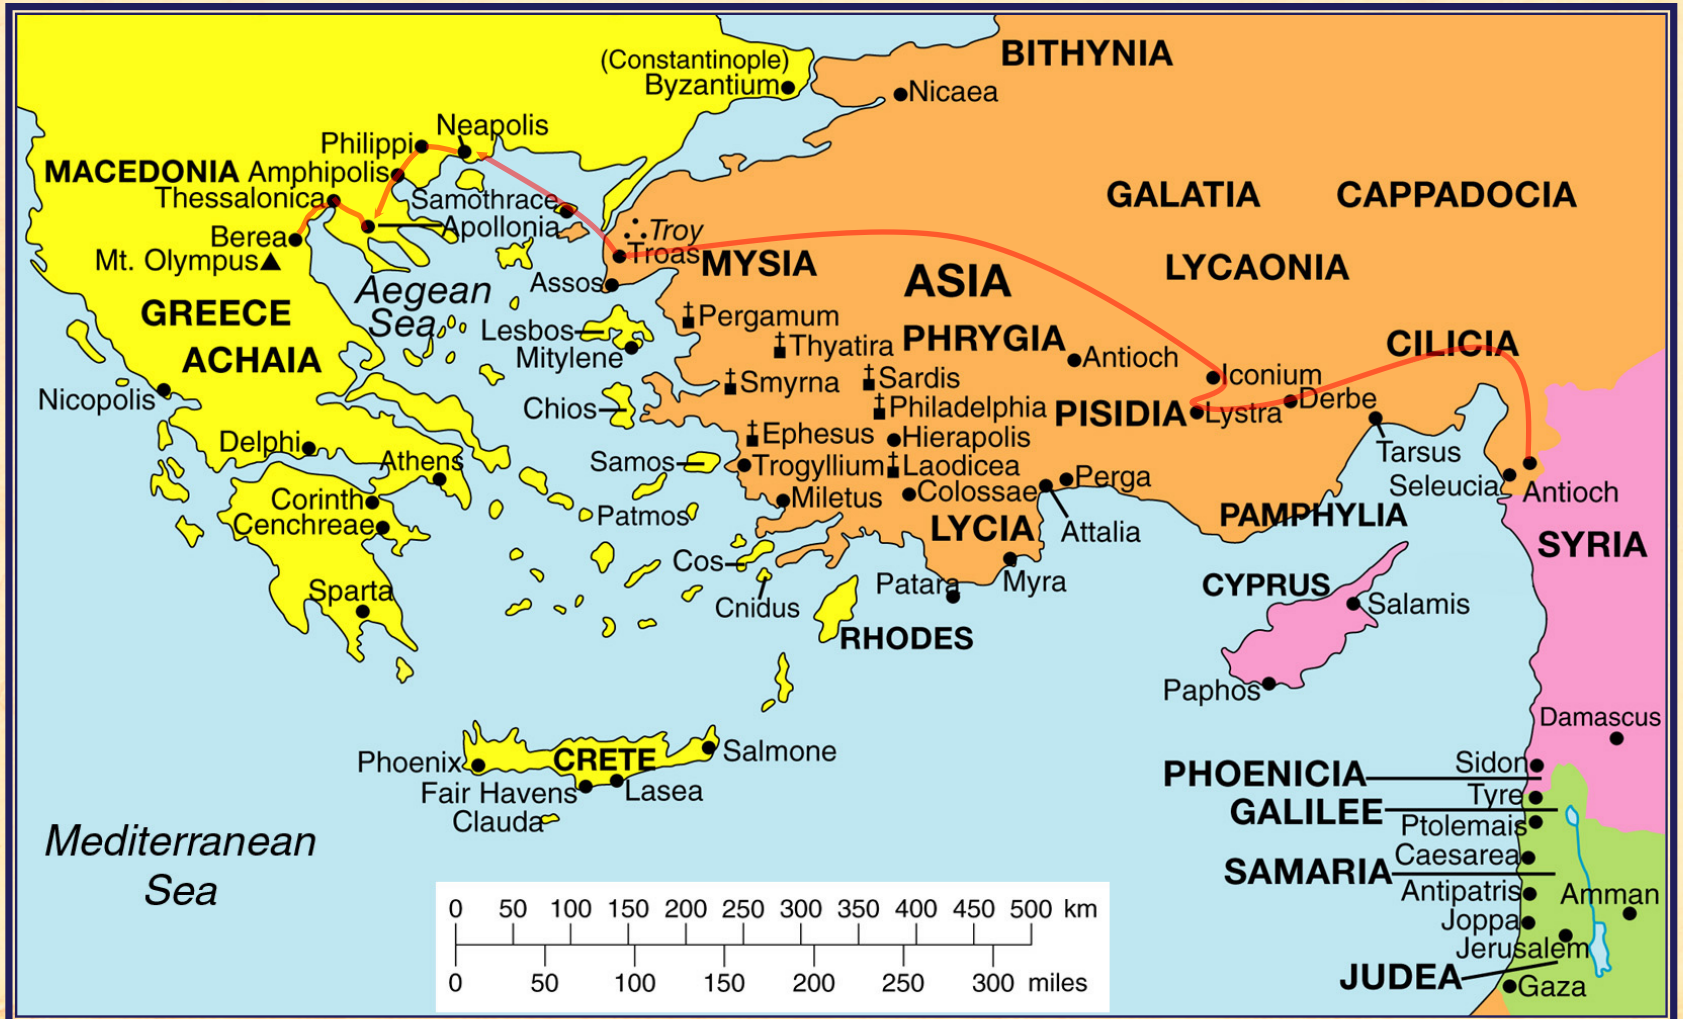 (Constantinople)
Byzantium
BITHYNIA
Nicaea
Neapolis
Philippi
MACEDONIA
Amphipolis
Thessalonica
Samothrace
Apollonia
Berea
Mt. Olympus
Troy
Troas
MYSIA
GALATIA
CAPPADOCIA
LYCAONIA
ASIA
Assos
Aegean
Sea
GREECE
ACHAIA
Pergamum
Lesbos
Mitylene
Thyatira
PHRYGIA
Antioch
CILICIA
Nicopolis
Smyrna
Sardis
Iconium
Chios
Philadelphia
PISIDIA
Lystra
Derbe
Delphi
Athens
Ephesus
Hierapolis
Tarsus
Samos
Trogyllium
Laodicea
Perga
Seleucia
Antioch
Corinth
Cenchreae
Patmos
Miletus
Colossae
Attalia
PAMPHYLIA
LYCIA
SYRIA
Cos
Cnidus
Patara
Myra
CYPRUS
Salamis
Sparta
RHODES
Paphos
Damascus
Phoenix
CRETE
Salmone
Fair Havens
Lasea
Clauda
PHOENICIA
Sidon
Tyre
GALILEE
Ptolemais
Caesarea
SAMARIA
Antipatris
Amman
Joppa
Jerusalem
JUDEA
Gaza
Mediterranean
Sea
0 50 100 150 200 250 300 350 400 450 500 km
0 50 100 150 200 250 300 miles